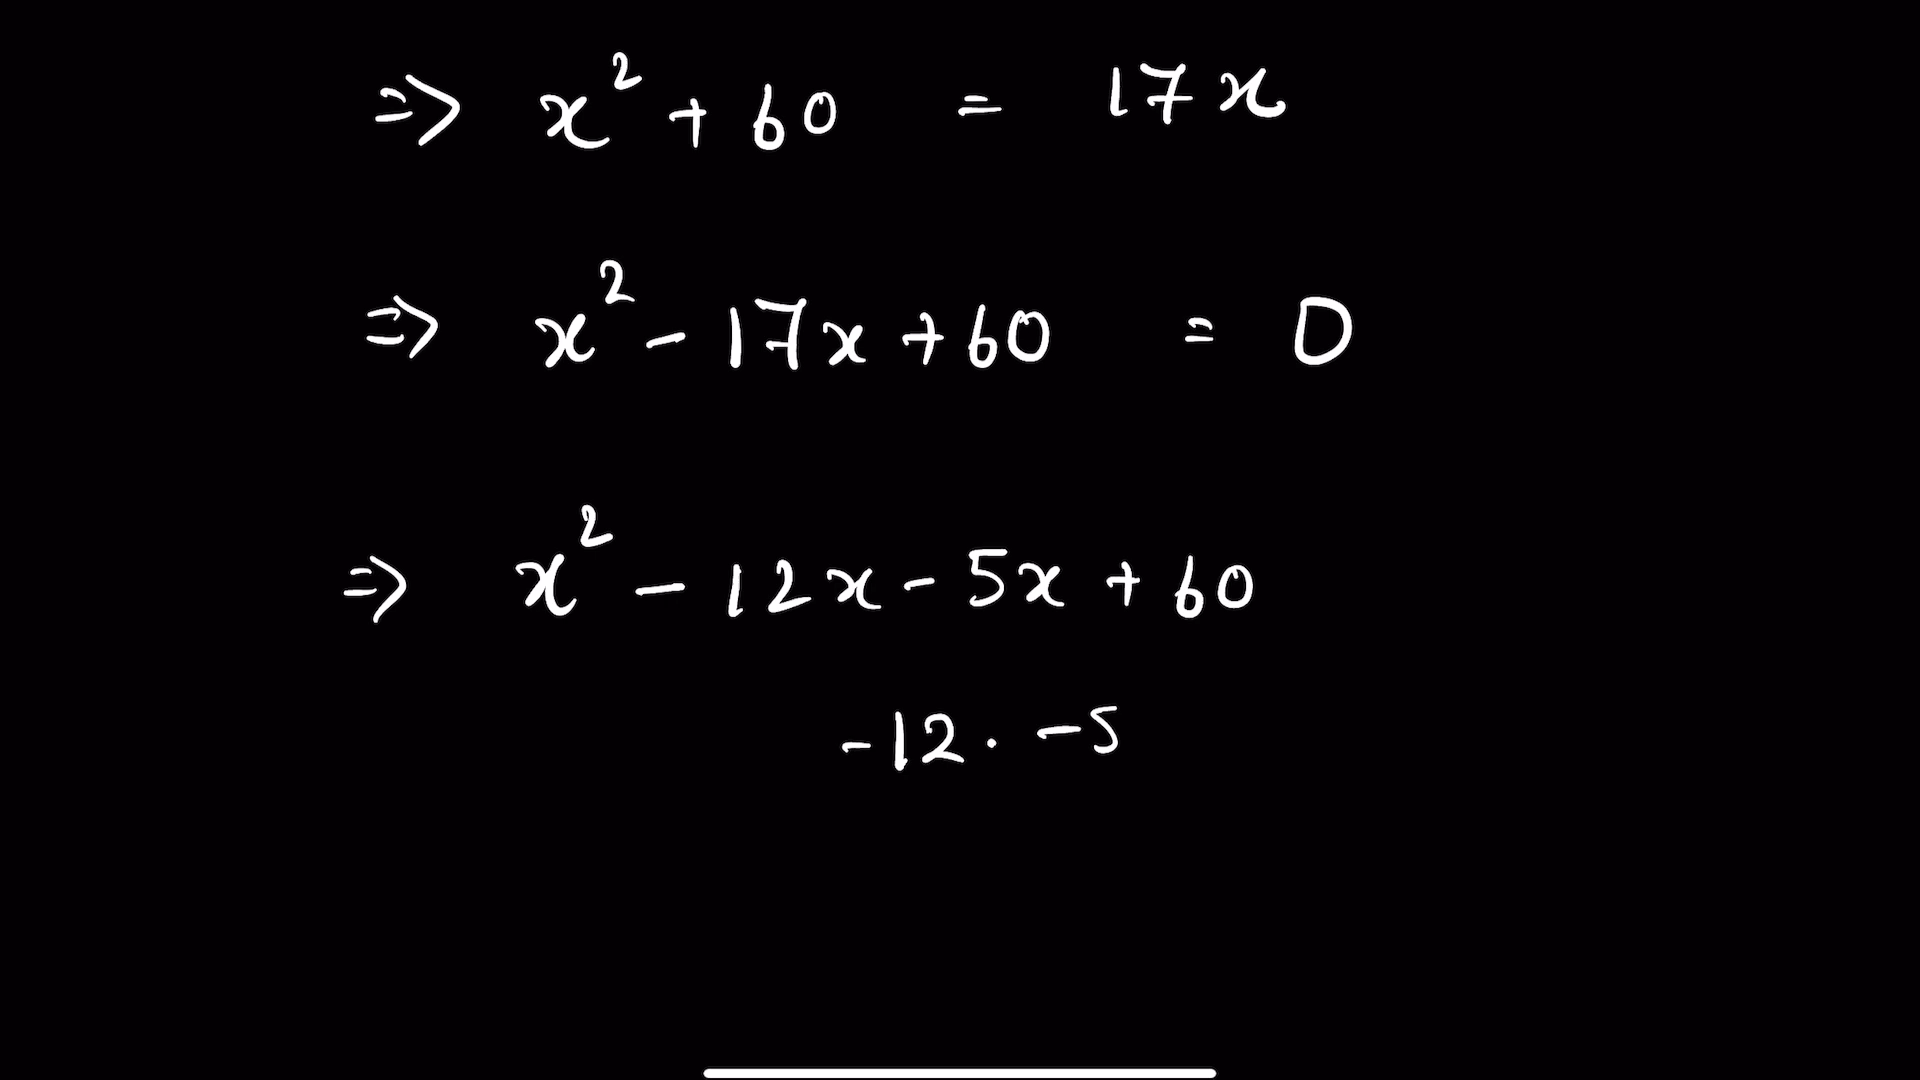 ⇒ x² + 60 = 17x
⇒ x² - 17x + 60 = 0
⇒ x² - 12x - 5x + 60
-12 . -5